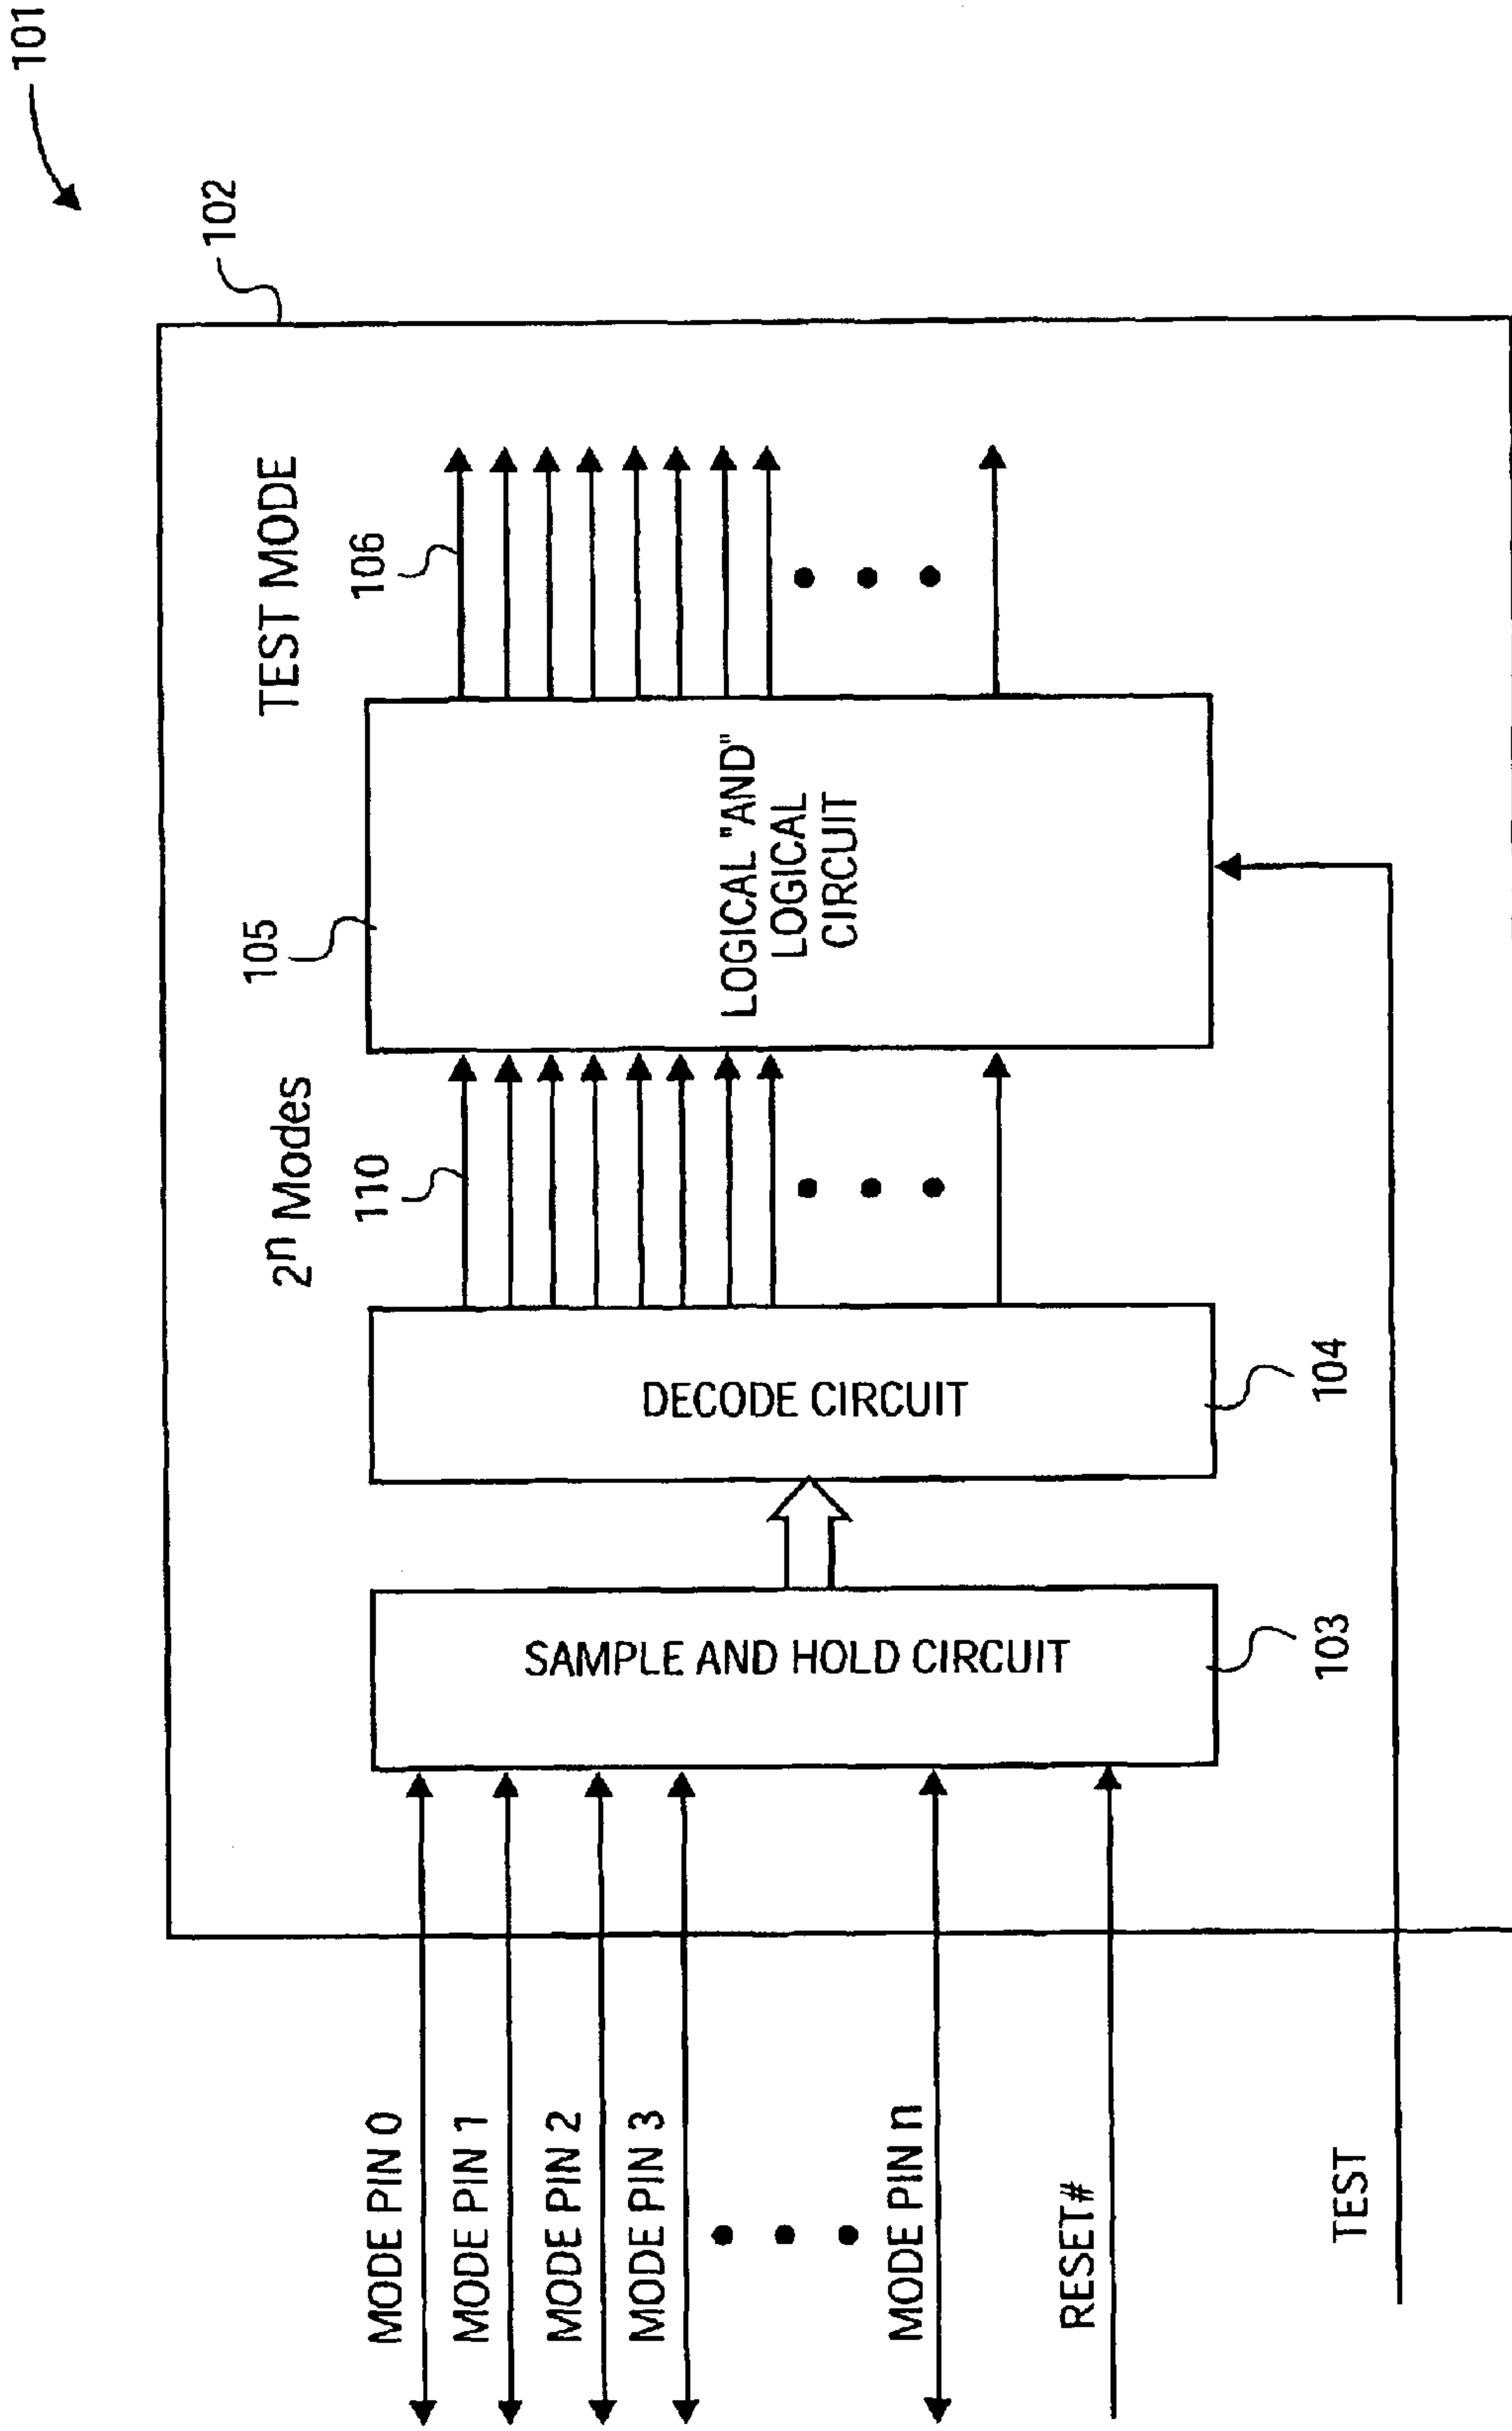 101
102
TEST MODE
106
105
LOGICAL "AND"
LOGICAL
CIRCUIT
2ⁿ Modes
110
DECODE CIRCUIT
104
SAMPLE AND HOLD CIRCUIT
103
MODE PIN 0
MODE PIN 1
MODE PIN 2
MODE PIN 3
MODE PIN n
RESET#
TEST